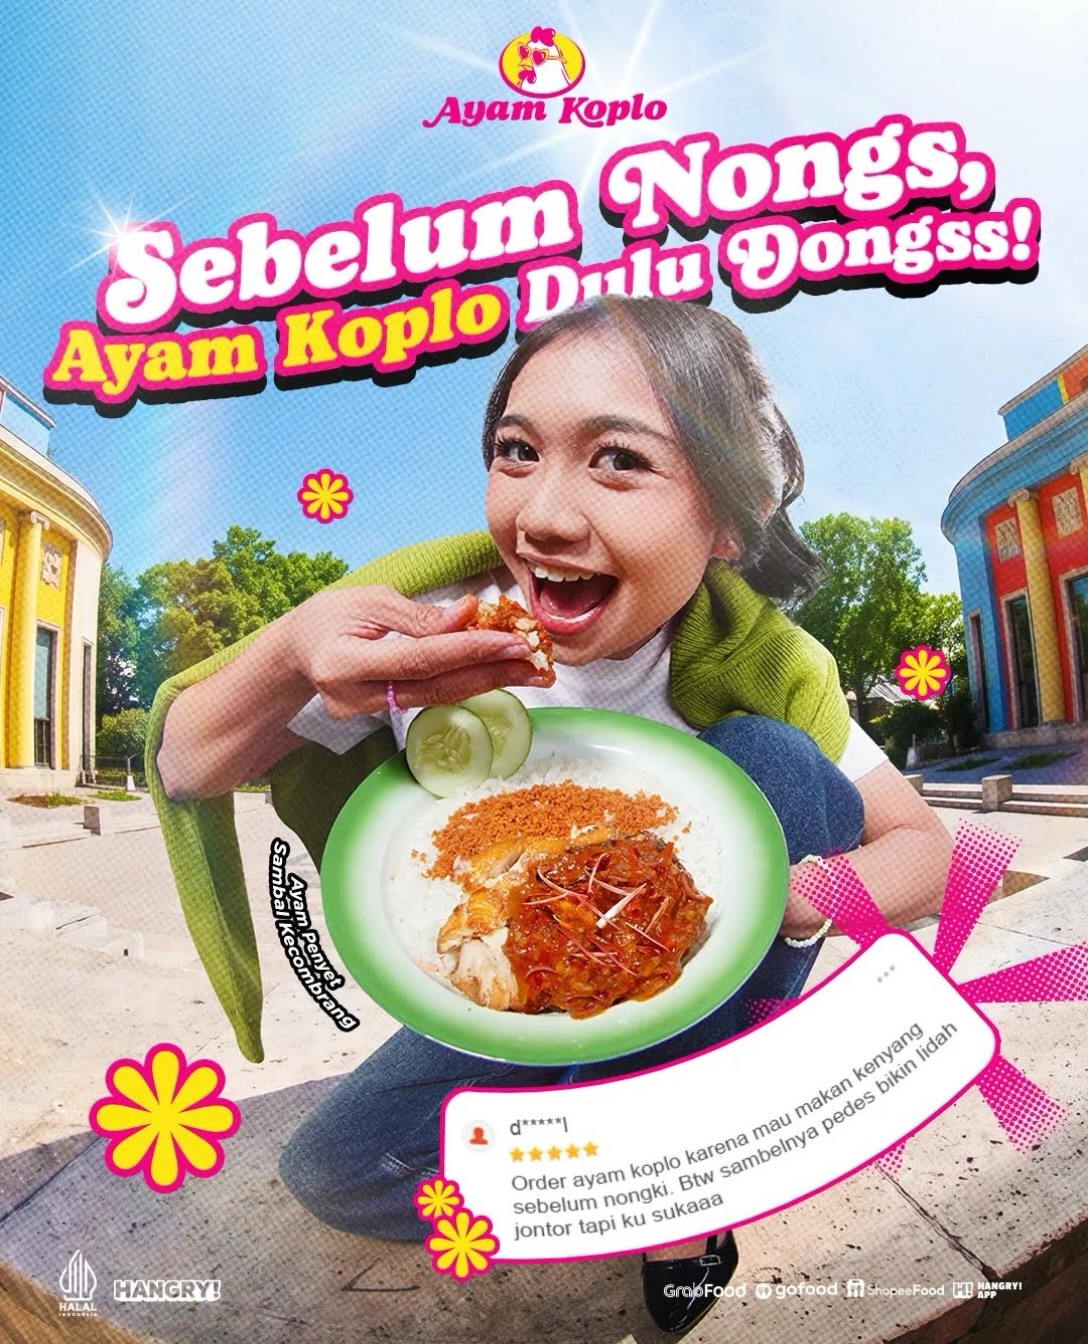 Ayam Koplo
Sebelum Nongs,
Ayam Koplo Dulu Dongss!
Ayam Penyet
Sambal Kecombrang
d*****l
Order ayam koplo karena mau makan kenyang
sebelum nongki. Btw sambelnya pedes bikin lidah
jontor tapi ku sukaaa
HALAL
INDONESIA
HANGRY!
GrabFood
gofood
ShopeeFood
H!
HANGRY!
APP